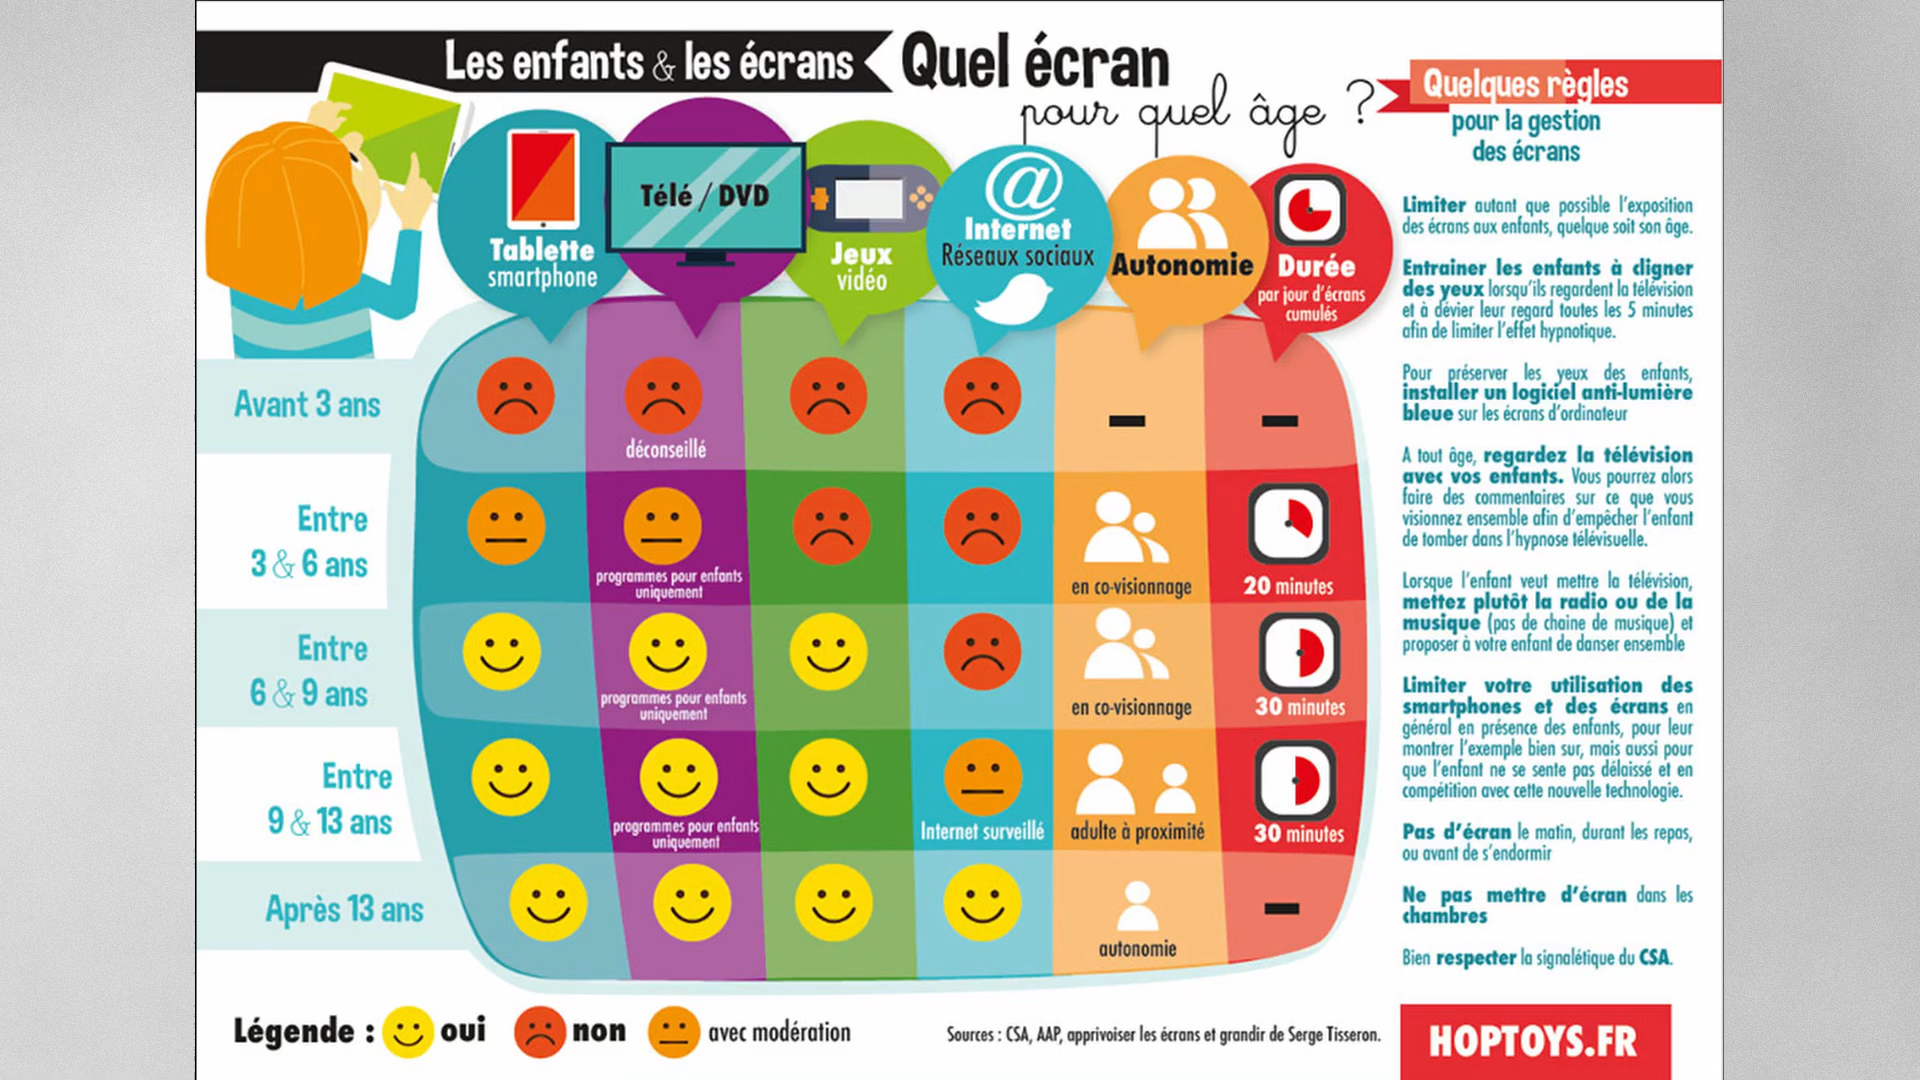 Les enfants & les écrans
Quel écran
pour quel âge ?
Tablette
smartphone
Télé / DVD
Jeux
vidéo
@
Internet
Réseaux sociaux
Autonomie
Durée
par jour d'écrans
cumulés
Avant 3 ans
déconseillé
-
-
Entre
3 & 6 ans
programmes pour enfants
uniquement
en co-visionnage
20 minutes
Entre
6 & 9 ans
programmes pour enfants
uniquement
en co-visionnage
30 minutes
Entre
9 & 13 ans
programmes pour enfants
uniquement
Internet surveillé
adulte à proximité
30 minutes
Après 13 ans
autonomie
-
Légende :
oui
non
avec modération
Sources : CSA, AAP, apprivoiser les écrans et grandir de Serge Tisseron.
Quelques règles
pour la gestion
des écrans
Limiter autant que possible l'exposition
des écrans aux enfants, quelque soit son âge.
Entrainer les enfants à cligner
des yeux lorsqu'ils regardent la télévision
et à dévier leur regard toutes les 5 minutes
afin de limiter l'effet hypnotique.
Pour préserver les yeux des enfants,
installer un logiciel anti-lumière
bleue sur les écrans d'ordinateur
A tout âge, regardez la télévision
avec vos enfants. Vous pourrez alors
faire des commentaires sur ce que vous
visionnez ensemble afin d'empêcher l'enfant
de tomber dans l'hypnose télévisuelle.
Lorsque l'enfant veut mettre la télévision,
mettez plutôt la radio ou de la
musique (pas de chaine de musique) et
proposer à votre enfant de danser ensemble
Limiter votre utilisation des
smartphones et des écrans en
général en présence des enfants, pour leur
montrer l'exemple bien sur, mais aussi pour
que l'enfant ne se sente pas délaissé et en
compétition avec cette nouvelle technologie.
Pas d'écran le matin, durant les repas,
ou avant de s'endormir
Ne pas mettre d'écran dans les
chambres
Bien respecter la signalétique du CSA.
HOPTOYS.FR